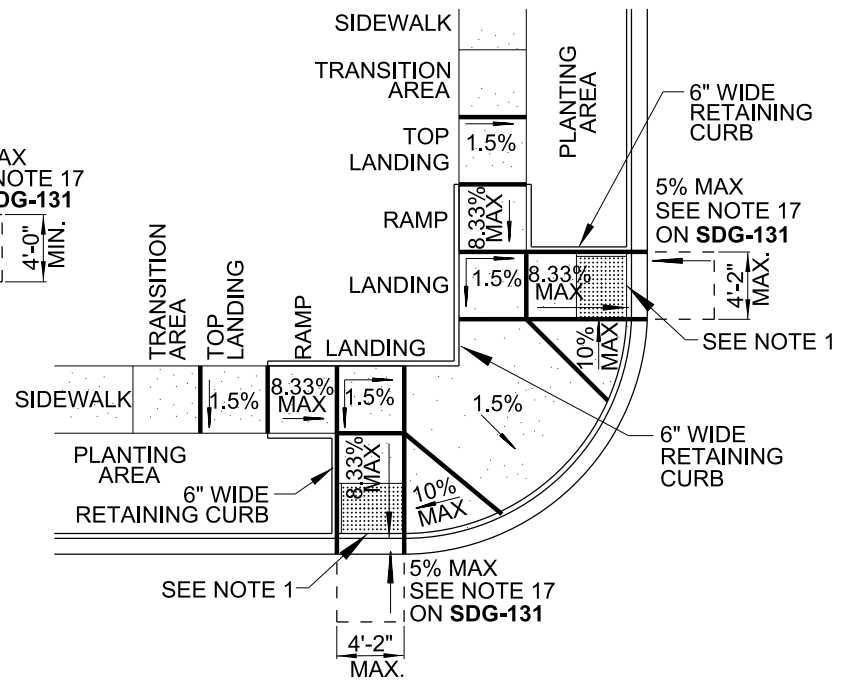 SIDEWALK
TRANSITION
AREA
TOP
LANDING
1.5%
PLANTING
AREA
6" WIDE
RETAINING
CURB
AX
NOTE 17
DG-131
4'-0"
MIN.
RAMP
8.33%
MAX
5% MAX
SEE NOTE 17
ON SDG-131
LANDING
1.5%
8.33%
MAX
4'-2"
MAX.
SEE NOTE 1
10%
MAX
TRANSITION
AREA
TOP
LANDING
RAMP
LANDING
SIDEWALK
1.5%
8.33%
MAX
1.5%
1.5%
6" WIDE
RETAINING
CURB
PLANTING
AREA
6" WIDE
RETAINING CURB
8.33%
MAX
10%
MAX
SEE NOTE 1
5% MAX
SEE NOTE 17
ON SDG-131
4'-2"
MAX.